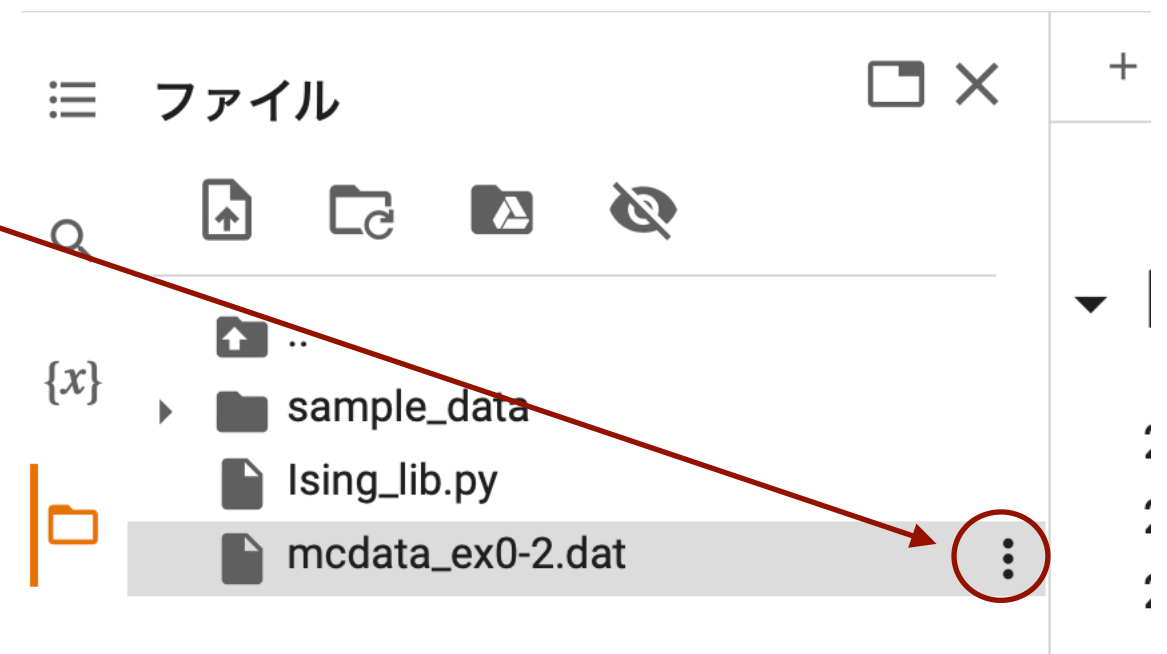 ファイル
..
{x}
sample_data
Ising_lib.py
mcdata_ex0-2.dat